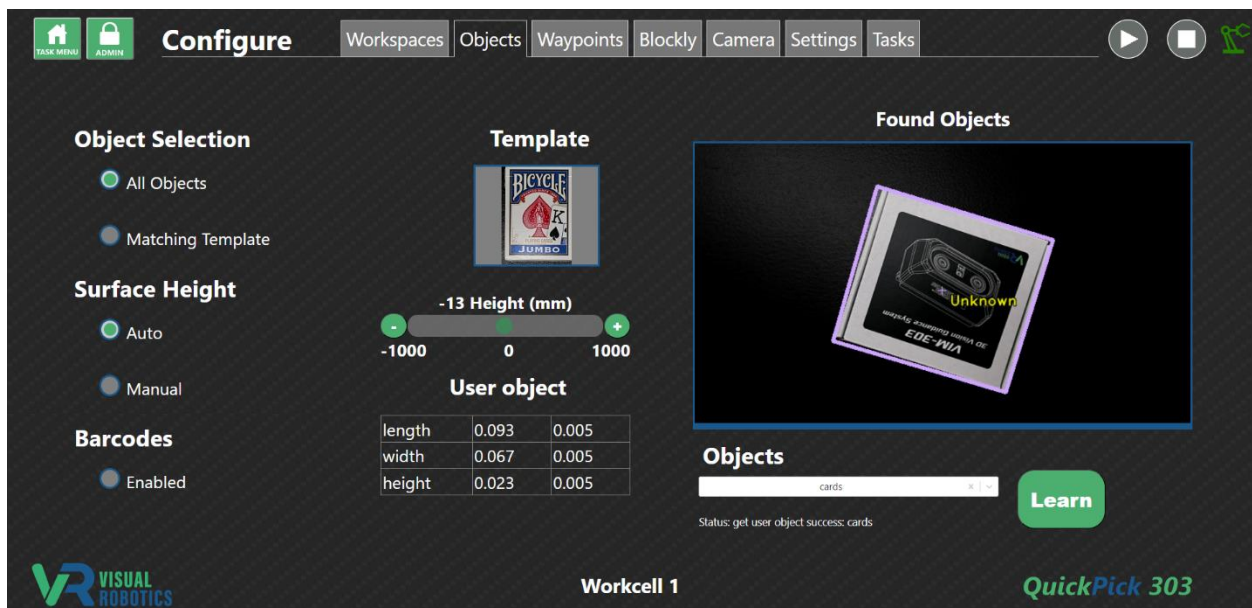 TASK MENU
ADMIN
Configure
Workspaces Objects Waypoints Blockly Camera Settings Tasks
Object Selection
All Objects
Matching Template
Surface Height
Auto
Manual
Barcodes
Enabled
Template
BICYCLE
K
JUMBO
-13 Height (mm)
- +
-1000 0 1000
User object
length 0.093 0.005
width 0.067 0.005
height 0.023 0.005
Found Objects
Unknown
3D Vision Guidance System
VIM-303
Objects
cards
Learn
Status: get user object success: cards
VR VISUAL
ROBOTICS
Workcell 1
QuickPick 303